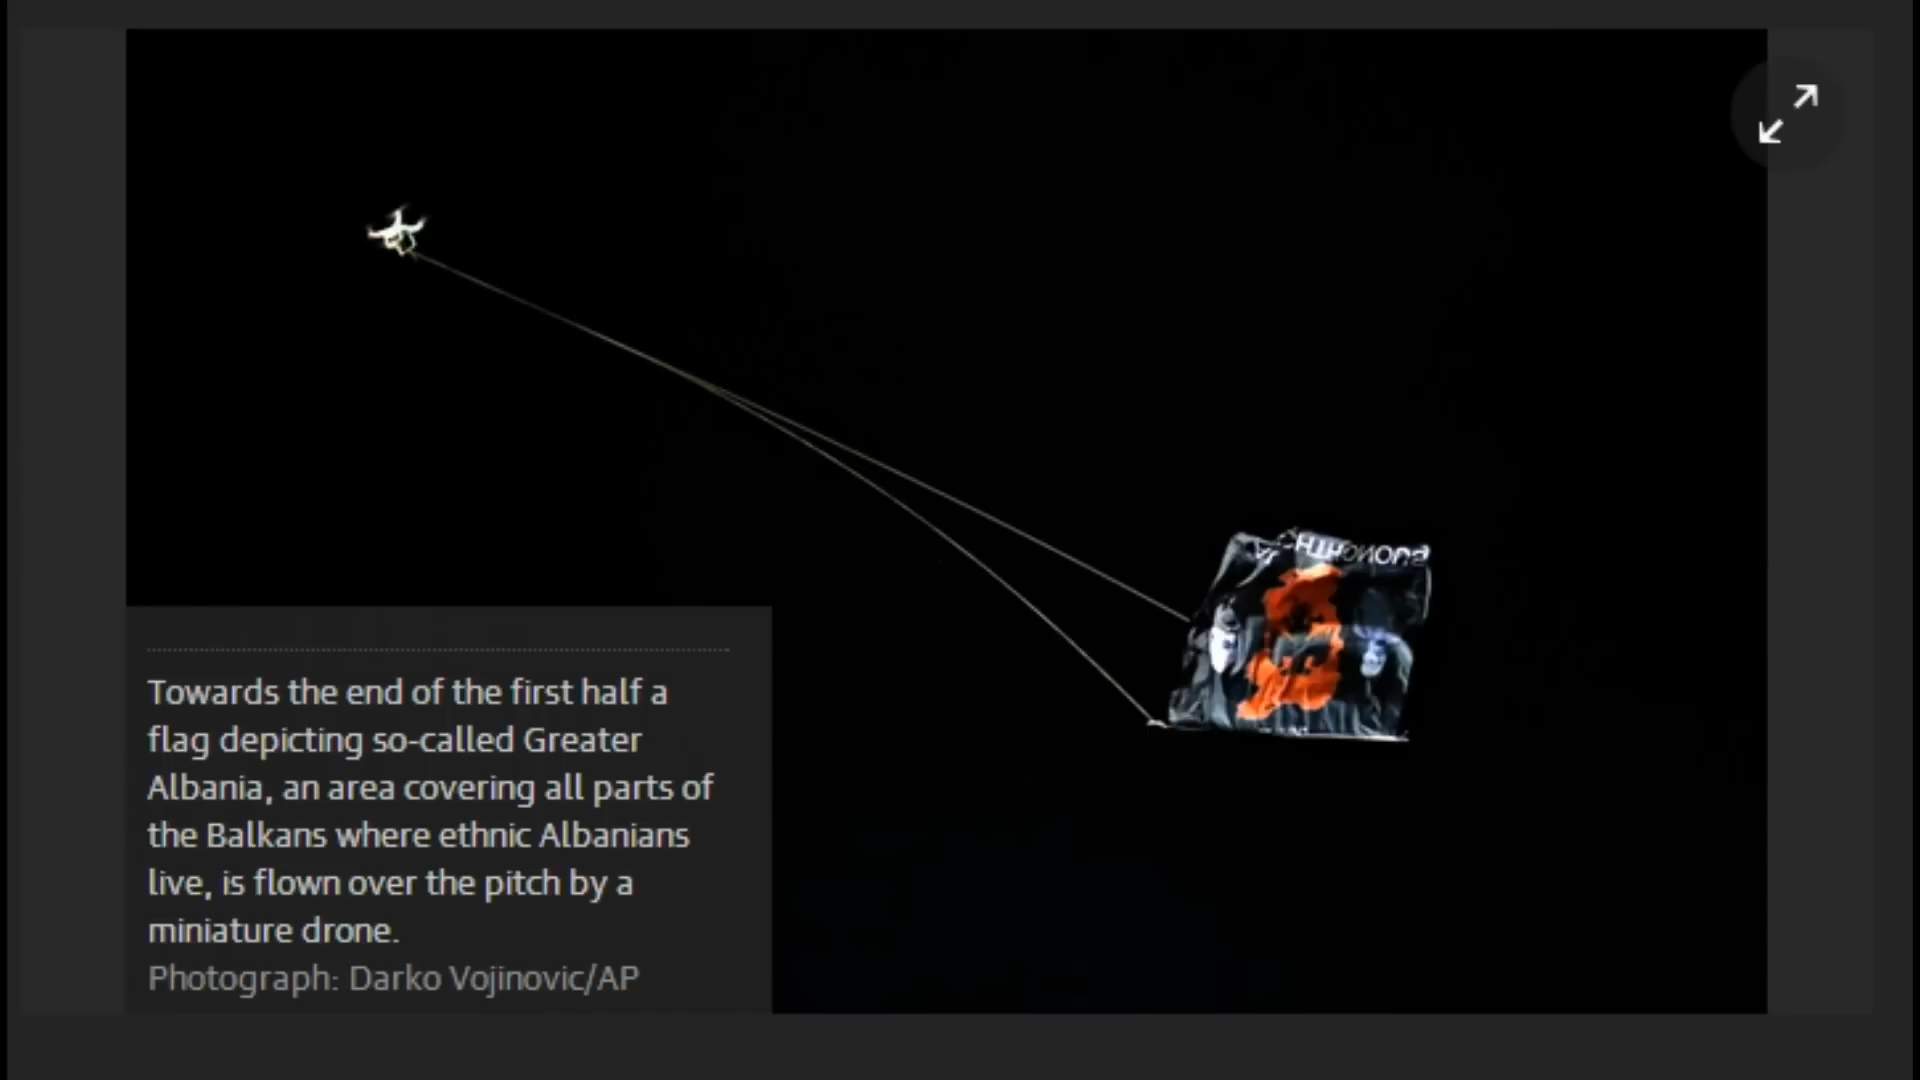 Towards the end of the first half a
flag depicting so-called Greater
Albania, an area covering all parts of
the Balkans where ethnic Albanians
live, is flown over the pitch by a
miniature drone.
Photograph: Darko Vojinovic/AP